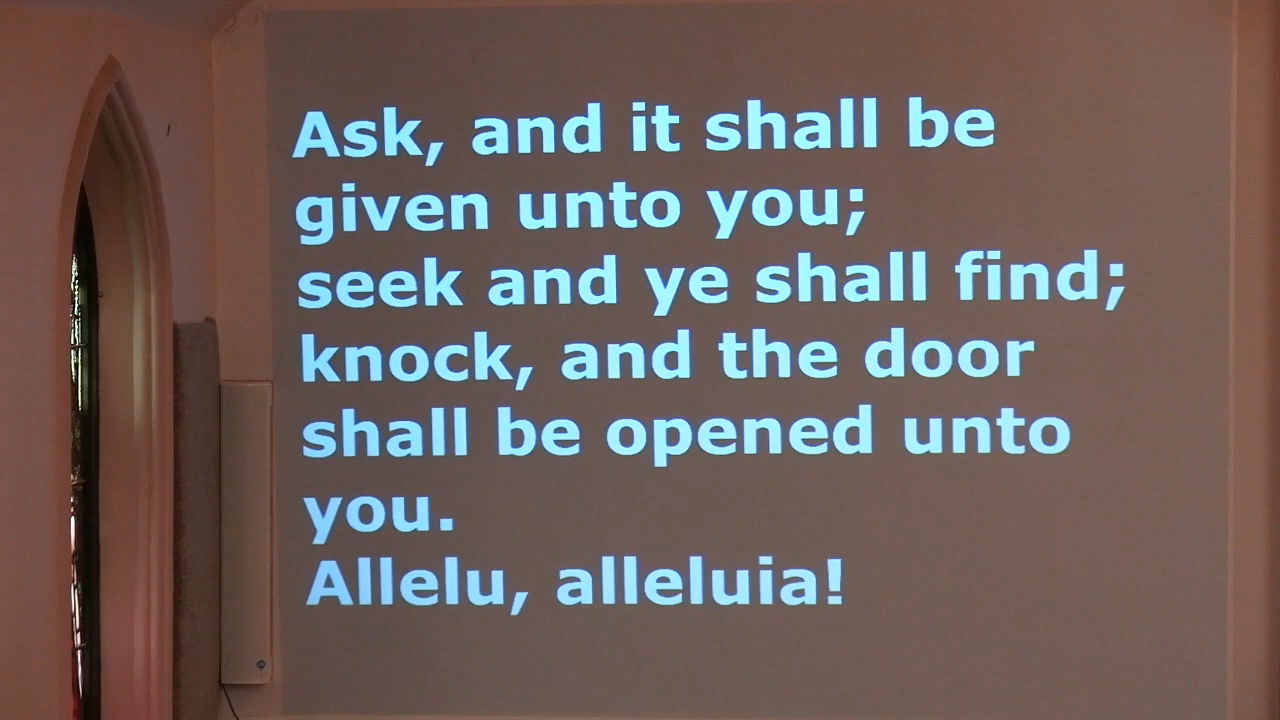 Ask, and it shall be
given unto you;
seek and ye shall find;
knock, and the door
shall be opened unto
you.
Allelu, alleluia!